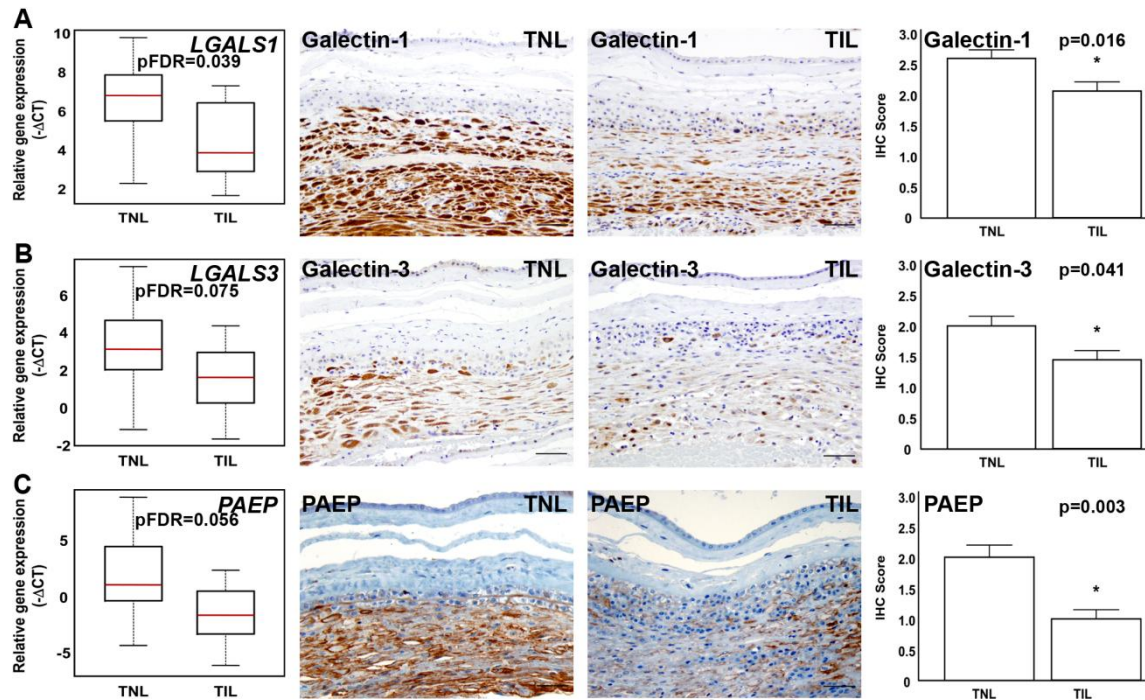 A
LGALS1
pFDR=0.039
Relative gene expression
(-ΔCT)
10
8
6
4
2
TNL TIL
Galectin-1 TNL
Galectin-1 TIL
Galectin-1 p=0.016
*
IHC Score
3.0
2.5
2.0
1.5
1.0
0.5
0
TNL TIL
B
LGALS3
pFDR=0.075
Relative gene expression
(-ΔCT)
6
4
2
0
-2
TNL TIL
Galectin-3 TNL
Galectin-3 TIL
Galectin-3 p=0.041
*
IHC Score
3.0
2.5
2.0
1.5
1.0
0.5
0
TNL TIL
C
PAEP
pFDR=0.056
Relative gene expression
(-ΔCT)
5
0
-5
TNL TIL
PAEP TNL
PAEP TIL
PAEP p=0.003
*
IHC Score
3.0
2.5
2.0
1.5
1.0
0.5
0
TNL TIL